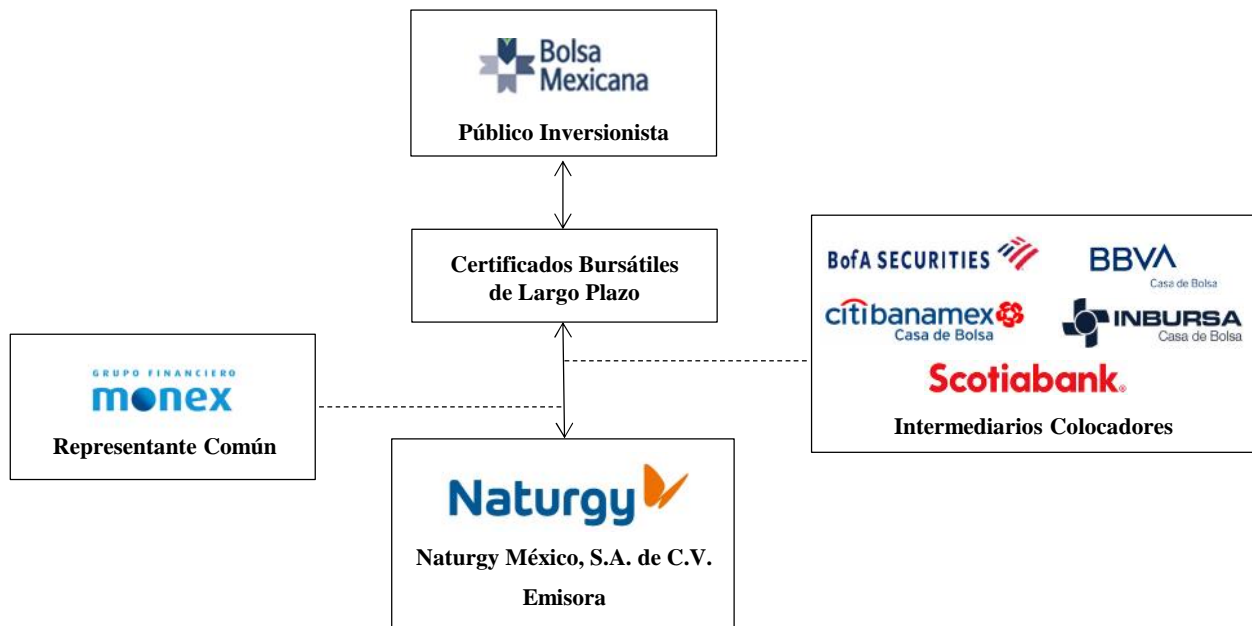 Bolsa
Mexicana
Público Inversionista
Certificados Bursátiles
de Largo Plazo
BofA SECURITIES
BBVA
Casa de Bolsa
citibanamex
Casa de Bolsa
INBURSA
Casa de Bolsa
Scotiabank®
Intermediarios Colocadores
GRUPO FINANCIERO
monex
Representante Común
Naturgy
Naturgy México, S.A. de C.V.
Emisora